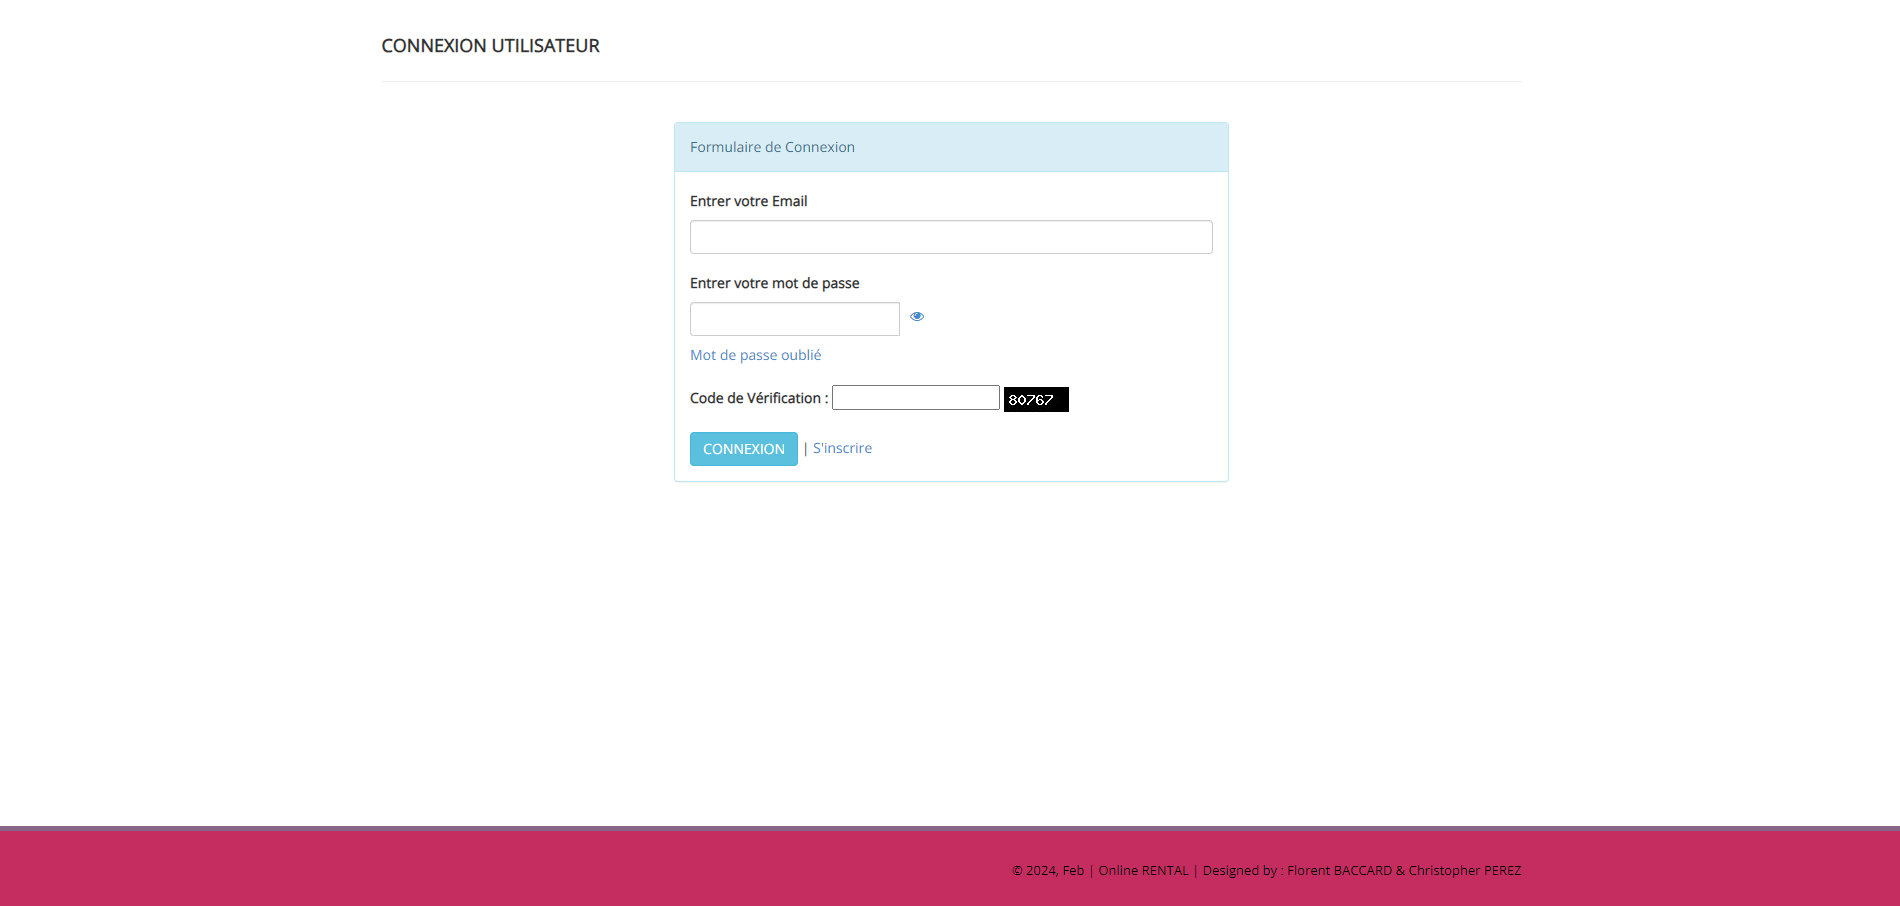 CONNEXION UTILISATEUR
Formulaire de Connexion
Entrer votre Email
Entrer votre mot de passe
Mot de passe oublié
Code de Vérification : 80767
CONNEXION | S'inscrire
© 2024, Feb | Online RENTAL | Designed by : Florent BACCARD & Christopher PEREZ